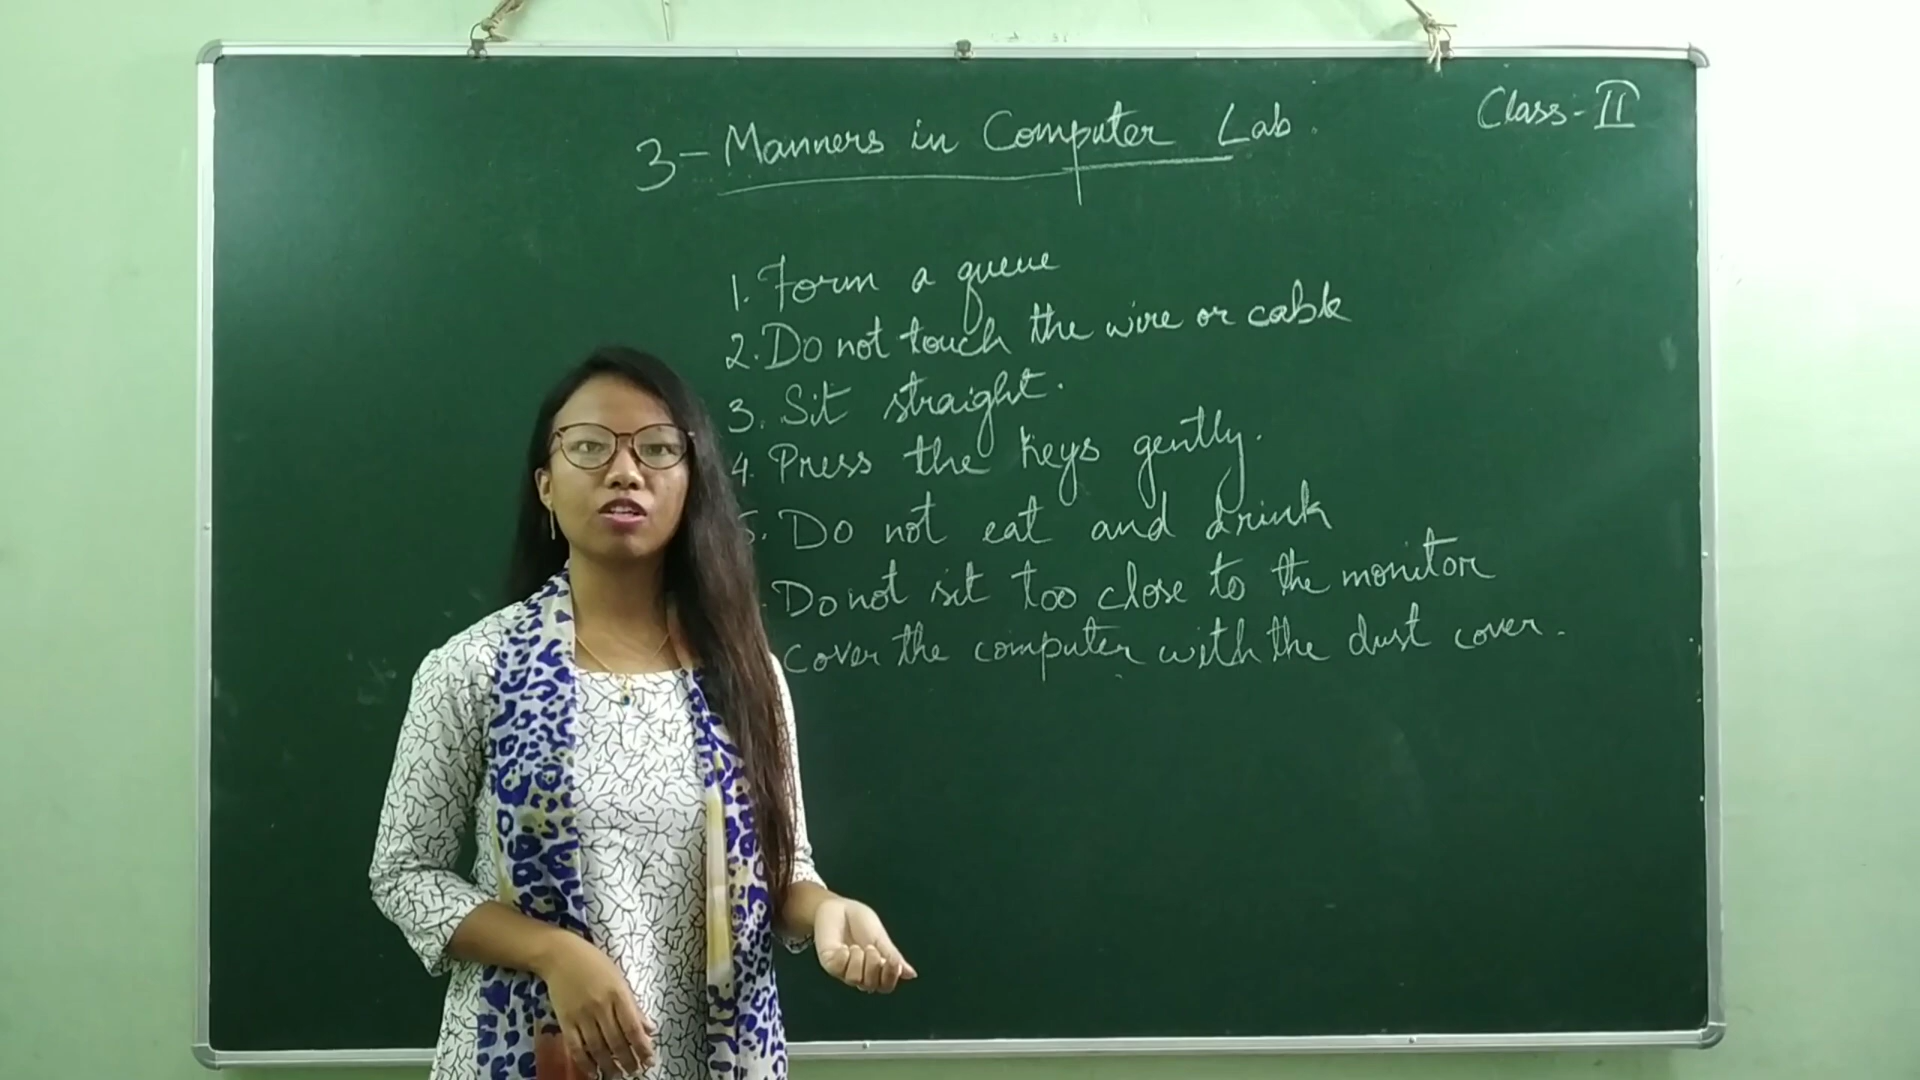 Class - II
3 - Manners in Computer Lab.
1. Form a queue
2. Do not touch the wire or cable
3. Sit straight.
4. Press the keys gently.
5. Do not eat and drink
Do not sit too close to the monitor
cover the computer with the dust cover.